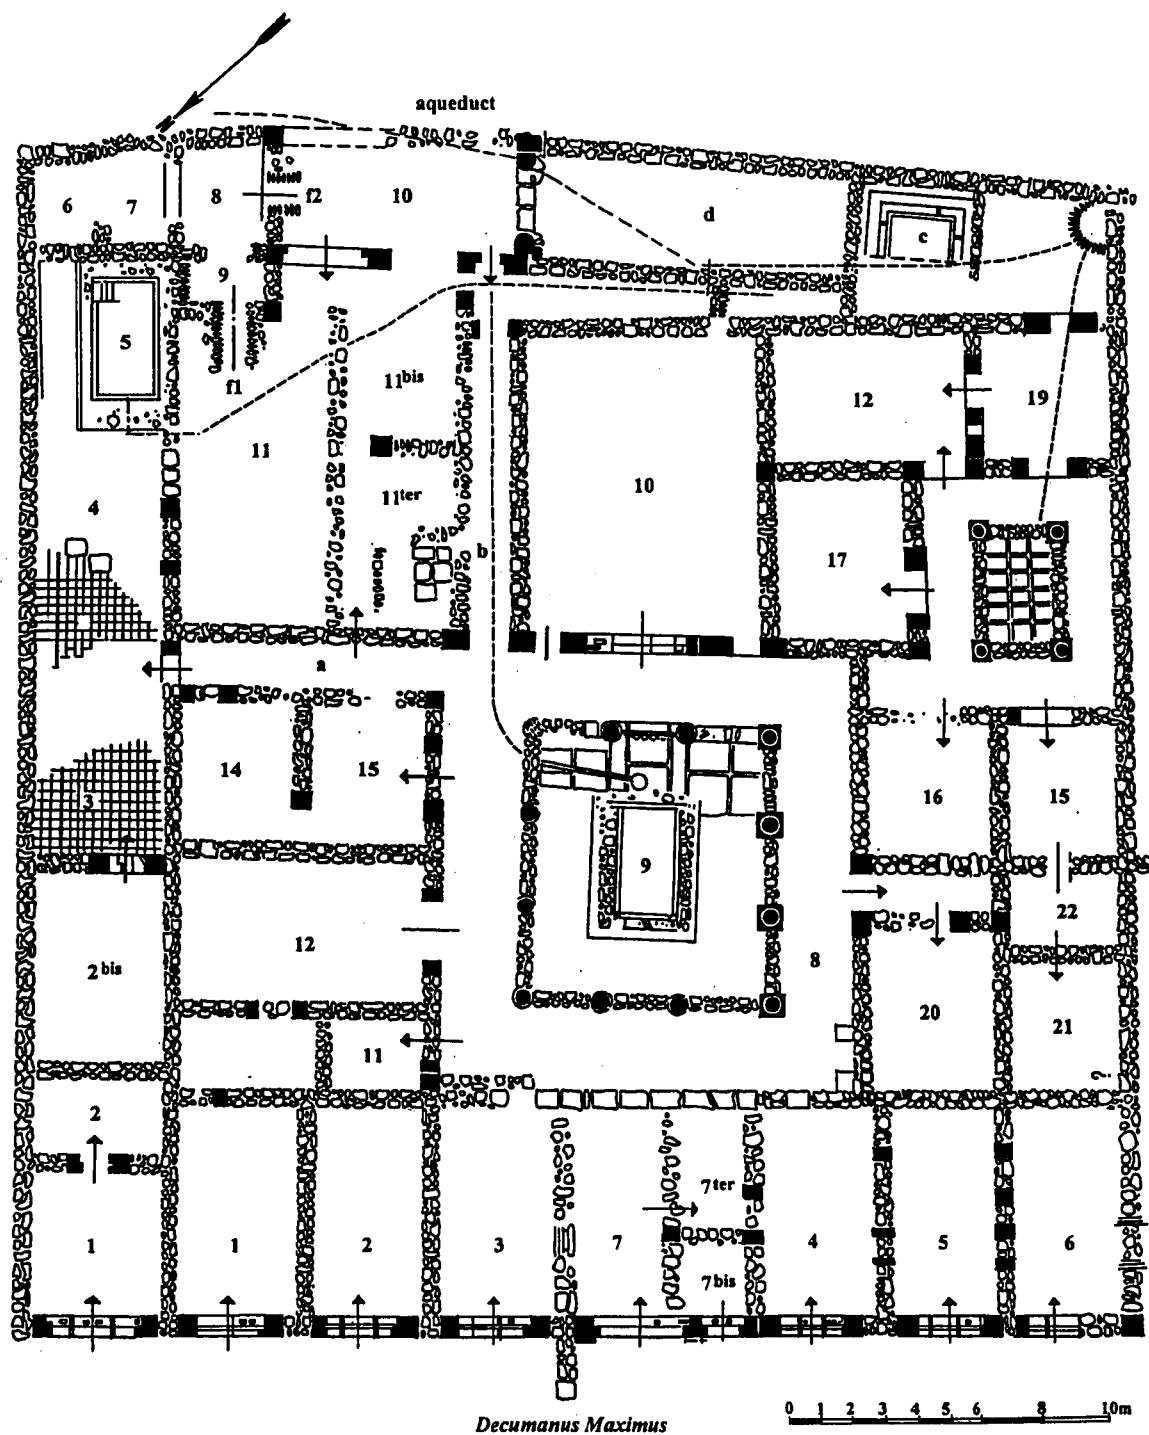 aqueduct
6 7 8 f2 10 d c
9
5 f1 11bis 12 19
11 10
4 11ter
b 17
a
3 14 15 16 15
9
12 22
2bis 8
20 21
11
?
2
7ter
1 1 2 3 7 4 5 6
7bis
0 1 2 3 4 5 6 8 10m
Decumanus Maximus